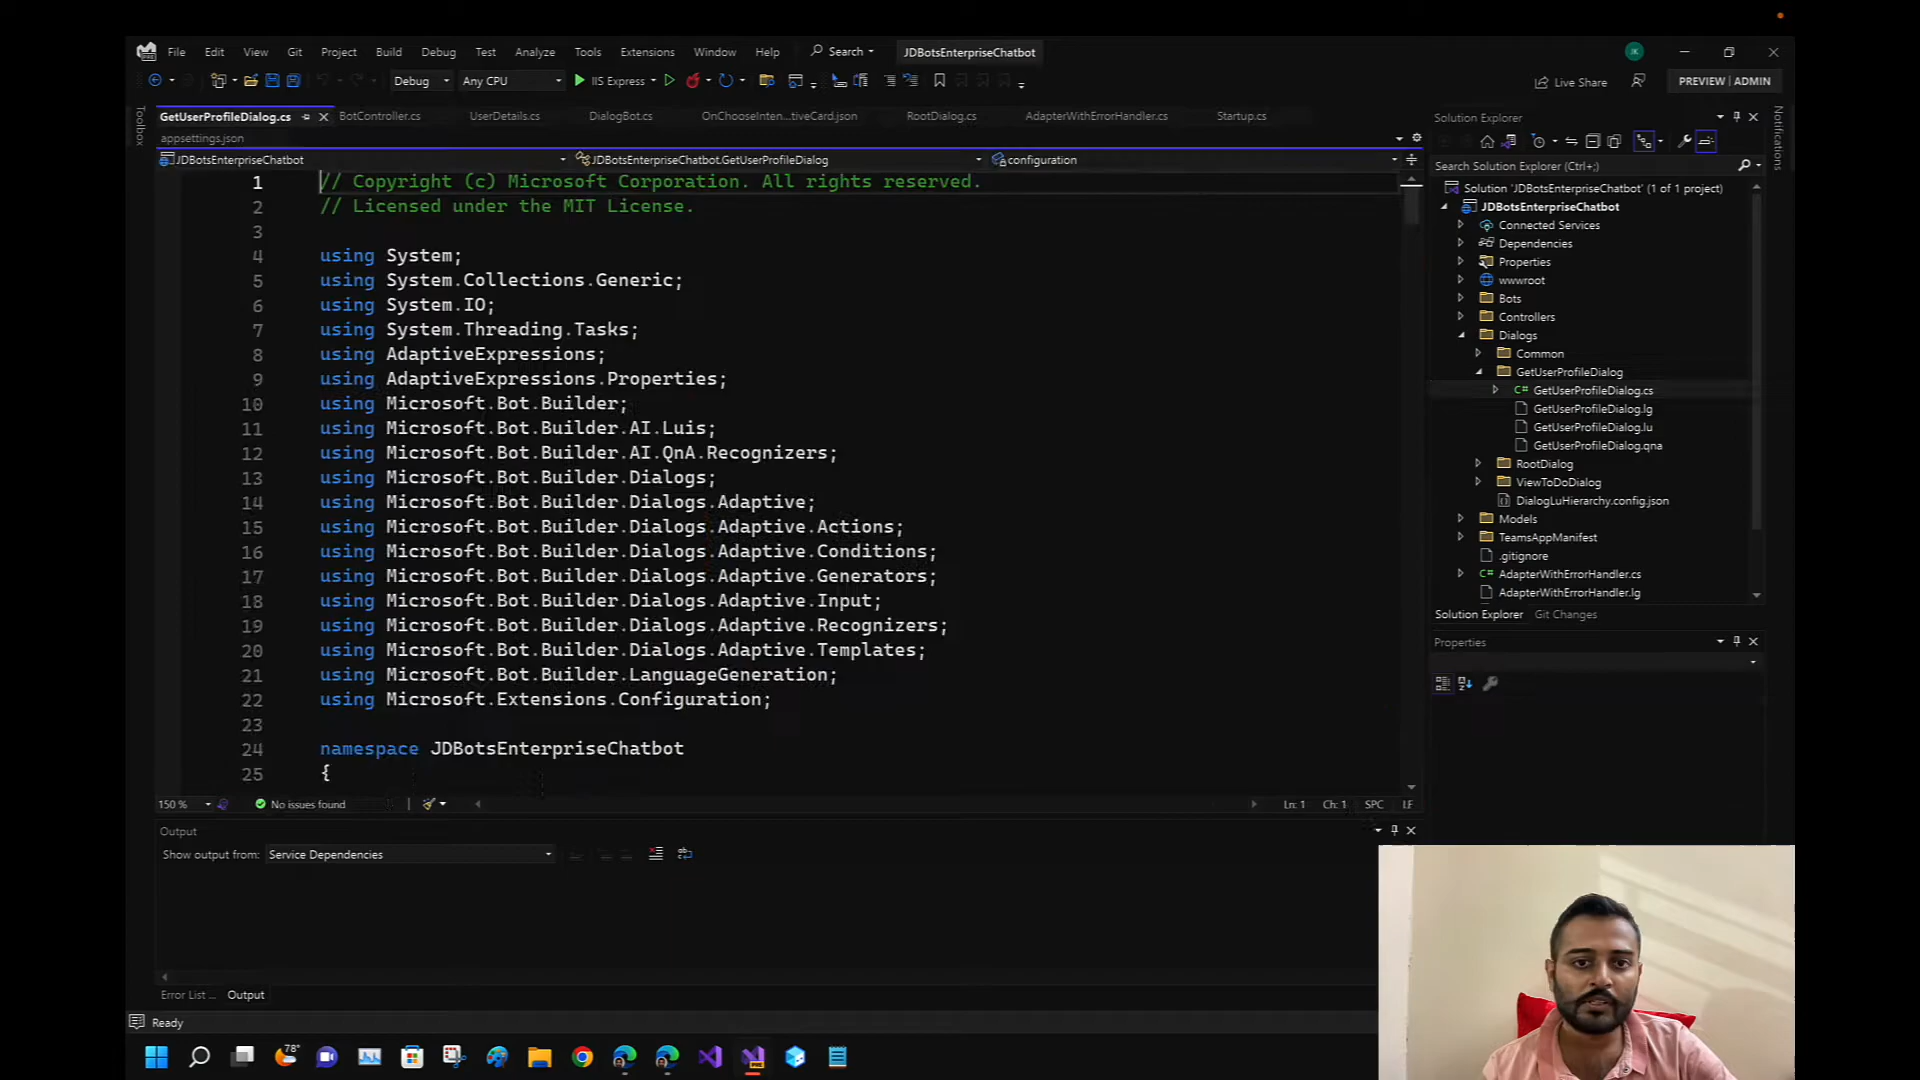 File Edit View Git Project Build Debug Test Analyze Tools Extensions Window Help Search JDBotsEnterpriseChatbot JK
Debug Any CPU IIS Express Live Share PREVIEW | ADMIN
Toolbox
GetUserProfileDialog.cs BotController.cs UserDetails.cs DialogBot.cs OnChooseInten...tiveCard.json RootDialog.cs AdapterWithErrorHandler.cs Startup.cs
appsettings.json
JDBotsEnterpriseChatbot JDBotsEnterpriseChatbot.GetUserProfileDialog configuration
1 // Copyright (c) Microsoft Corporation. All rights reserved.
2 // Licensed under the MIT License.
3
4 using System;
5 using System.Collections.Generic;
6 using System.IO;
7 using System.Threading.Tasks;
8 using AdaptiveExpressions;
9 using AdaptiveExpressions.Properties;
10 using Microsoft.Bot.Builder;
11 using Microsoft.Bot.Builder.AI.Luis;
12 using Microsoft.Bot.Builder.AI.QnA.Recognizers;
13 using Microsoft.Bot.Builder.Dialogs;
14 using Microsoft.Bot.Builder.Dialogs.Adaptive;
15 using Microsoft.Bot.Builder.Dialogs.Adaptive.Actions;
16 using Microsoft.Bot.Builder.Dialogs.Adaptive.Conditions;
17 using Microsoft.Bot.Builder.Dialogs.Adaptive.Generators;
18 using Microsoft.Bot.Builder.Dialogs.Adaptive.Input;
19 using Microsoft.Bot.Builder.Dialogs.Adaptive.Recognizers;
20 using Microsoft.Bot.Builder.Dialogs.Adaptive.Templates;
21 using Microsoft.Bot.Builder.LanguageGeneration;
22 using Microsoft.Extensions.Configuration;
23
24 namespace JDBotsEnterpriseChatbot
25 {
150 % No issues found Ln: 1 Ch: 1 SPC LF
Output
Show output from: Service Dependencies
Error List ... Output
Solution Explorer
Search Solution Explorer (Ctrl+;)
Solution 'JDBotsEnterpriseChatbot' (1 of 1 project)
JDBotsEnterpriseChatbot
Connected Services
Dependencies
Properties
wwwroot
Bots
Controllers
Dialogs
Common
GetUserProfileDialog
C# GetUserProfileDialog.cs
GetUserProfileDialog.lg
GetUserProfileDialog.lu
GetUserProfileDialog.qna
RootDialog
ViewToDoDialog
DialogLuHierarchy.config.json
Models
TeamsAppManifest
.gitignore
C# AdapterWithErrorHandler.cs
AdapterWithErrorHandler.lg
Solution Explorer Git Changes
Properties
Notifications
Ready
78°
PRE